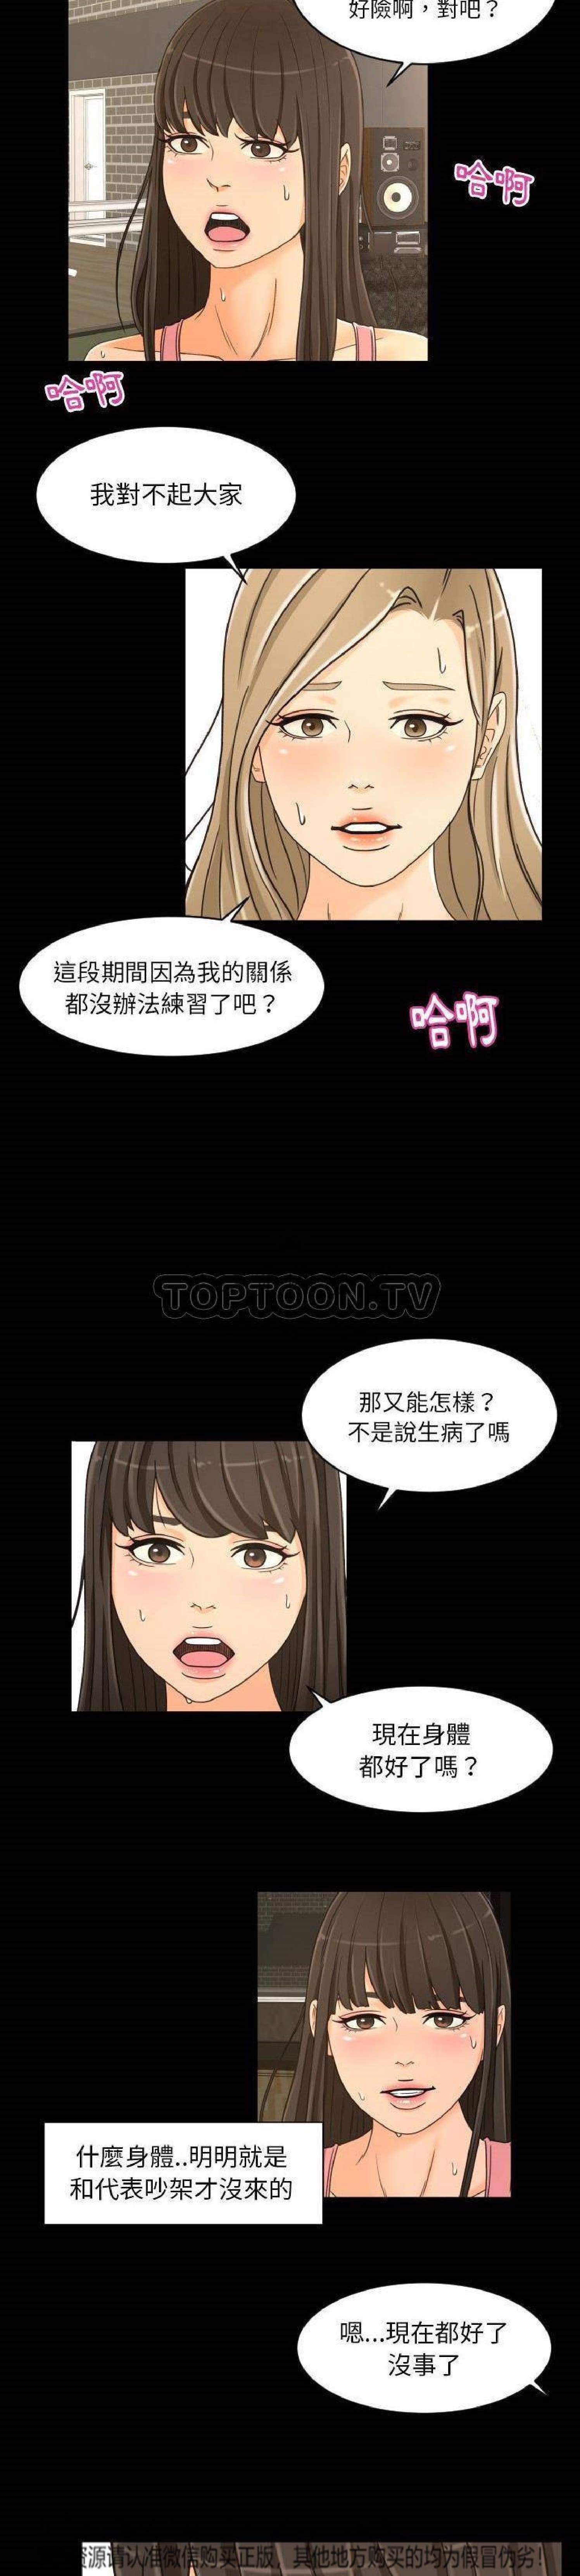 好險啊，對吧？
哈啊
哈啊
我對不起大家
這段期間因為我的關係
都沒辦法練習了吧？
哈啊
TOPTOON.TV
那又能怎樣？
不是說生病了嗎
現在身體
都好了嗎？
什麼身體..明明就是
和代表吵架才沒來的
嗯...現在都好了
沒事了
资源请认准微信购买正版，其他地方购买的均为假冒伪劣！